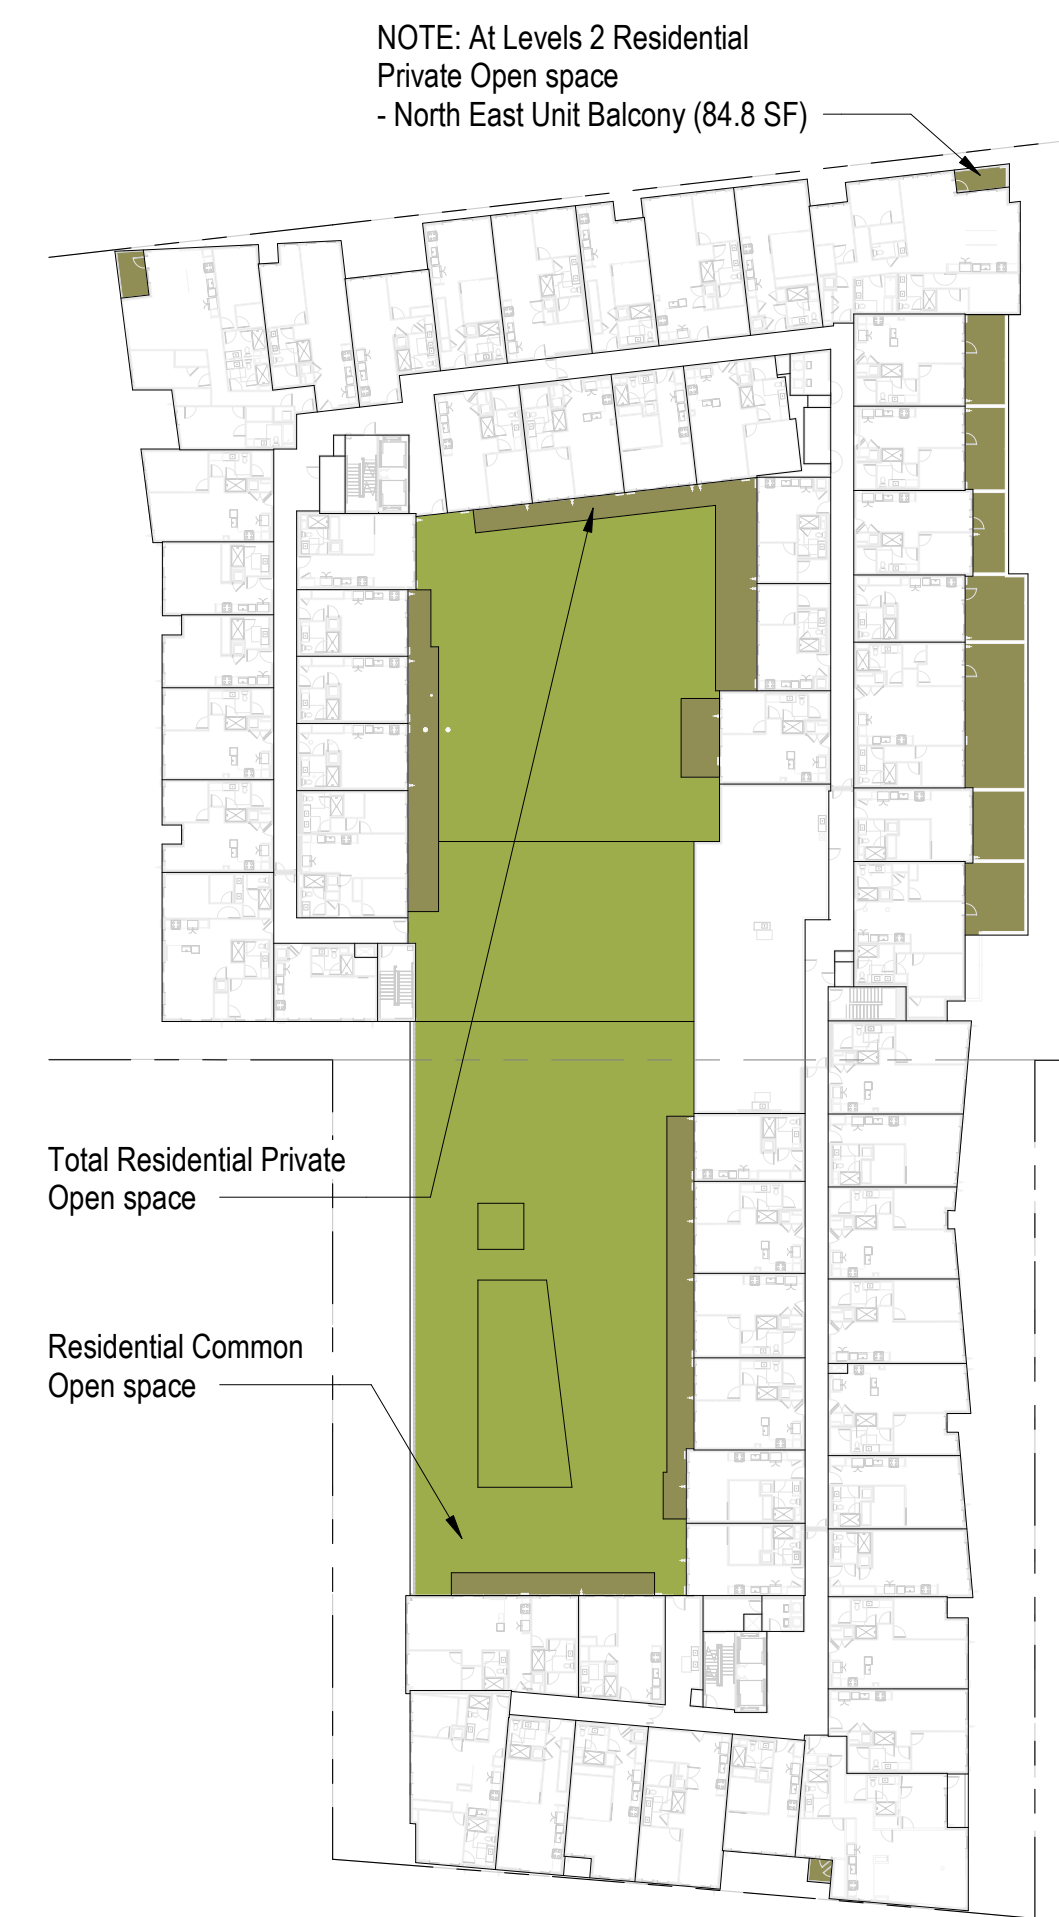 NOTE: At Levels 2 Residential
Private Open space
- North East Unit Balcony (84.8 SF)
Total Residential Private
Open space
Residential Common
Open space